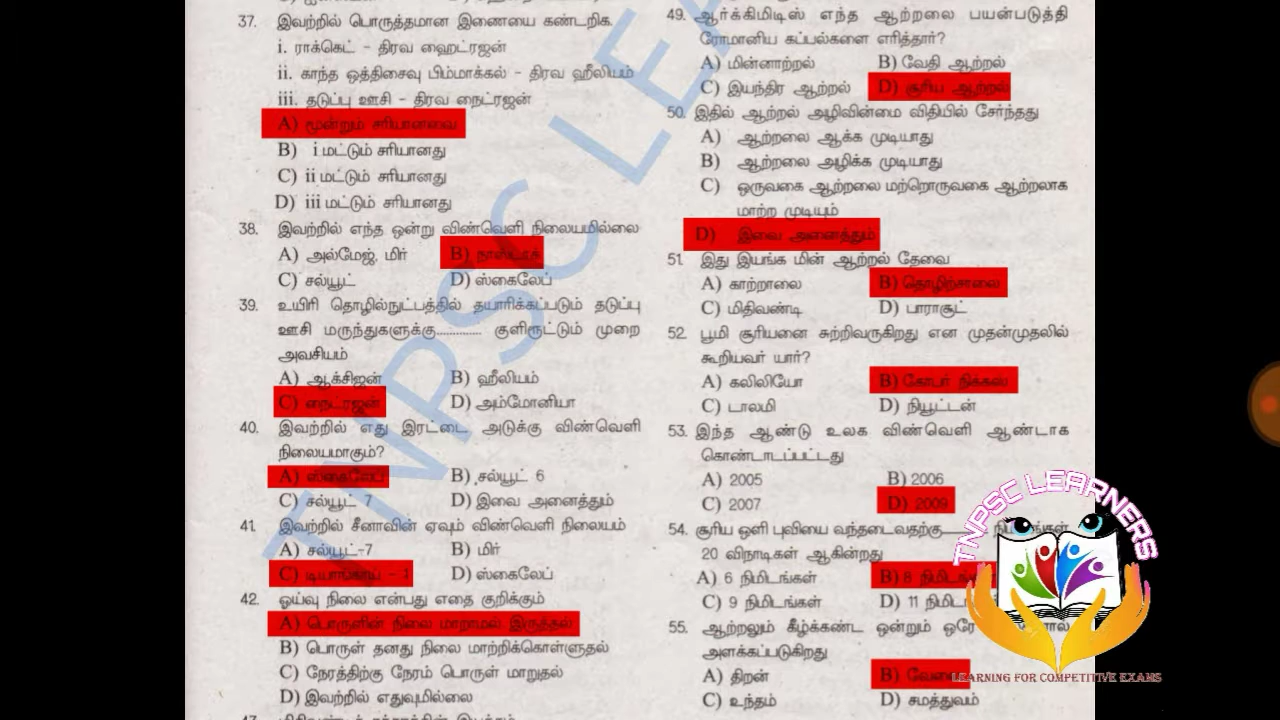 37. இவற்றில் பொருத்தமான இணையை கண்டறிக.
i. ராக்கெட் - திரவ ஹைட்ரஜன்
ii. காந்த ஒத்திசைவு பிம்மாக்கல் - திரவ ஹீலியம்
iii. தடுப்பு ஊசி - திரவ நைட்ரஜன்
A) மூன்றும் சரியானவை
B) i மட்டும் சரியானது
C) ii மட்டும் சரியானது
D) iii மட்டும் சரியானது
38. இவற்றில் எந்த ஒன்று விண்வெளி நிலையமில்லை
A) அல்மேஜ், மிர் B) நாஸ்டாக்
C) சல்யூட் D) ஸ்கைலேப்
39. உயிரி தொழில்நுட்பத்தில் தயாரிக்கப்படும் தடுப்பு
ஊசி மருந்துகளுக்கு............. குளிரூட்டும் முறை
அவசியம்
A) ஆக்சிஜன் B) ஹீலியம்
C) நைட்ரஜன் D) அம்மோனியா
40. இவற்றில் எது இரட்டை அடுக்கு விண்வெளி
நிலையமாகும்?
A) ஸ்கைலேப் B) சல்யூட் 6
C) சல்யூட் 7 D) இவை அனைத்தும்
41. இவற்றில் சீனாவின் ஏவும் விண்வெளி நிலையம்
A) சல்யூட்-7 B) மிர்
C) டியாங்காய் - 1 D) ஸ்கைலேப்
42. ஓய்வு நிலை என்பது எதை குறிக்கும்
A) பொருளின் நிலை மாறாமல் இருத்தல்
B) பொருள் தனது நிலை மாற்றிக்கொள்ளுதல்
C) நேரத்திற்கு நேரம் பொருள் மாறுதல்
D) இவற்றில் எதுவுமில்லை
49. ஆர்க்கிமிடிஸ் எந்த ஆற்றலை பயன்படுத்தி
ரோமானிய கப்பல்களை எரித்தார்?
A) மின்னாற்றல் B) வேதி ஆற்றல்
C) இயந்திர ஆற்றல் D) சூரிய ஆற்றல்
50. இதில் ஆற்றல் அழிவின்மை விதியில் சேர்ந்தது
A) ஆற்றலை ஆக்க முடியாது
B) ஆற்றலை அழிக்க முடியாது
C) ஒருவகை ஆற்றலை மற்றொருவகை ஆற்றலாக
மாற்ற முடியும்
D) இவை அனைத்தும்
51. இது இயங்க மின் ஆற்றல் தேவை
A) காற்றாலை B) தொழிற்சாலை
C) மிதிவண்டி D) பாராசூட்
52. பூமி சூரியனை சுற்றிவருகிறது என முதன்முதலில்
கூறியவர் யார்?
A) கலிலியோ B) கோபர் நிக்கஸ்
C) டாலமி D) நியூட்டன்
53. இந்த ஆண்டு உலக விண்வெளி ஆண்டாக
கொண்டாடப்பட்டது
A) 2005 B) 2006
C) 2007 D) 2009
54. சூரிய ஒளி புவியை வந்தடைவதற்கு
20 விநாடிகள் ஆகின்றது
A) 6 நிமிடங்கள் B) 8
C) 9 நிமிடங்கள் D) 11
55. ஆற்றலும் கீழ்க்கண்ட ஒன்றும் ஒரே
அளக்கப்படுகிறது
A) திறன் B) வேலை
C) உந்தம் D) சமத்துவம்
TNPSC LEARNERS
LEARNING FOR COMPETITIVE EXAMS